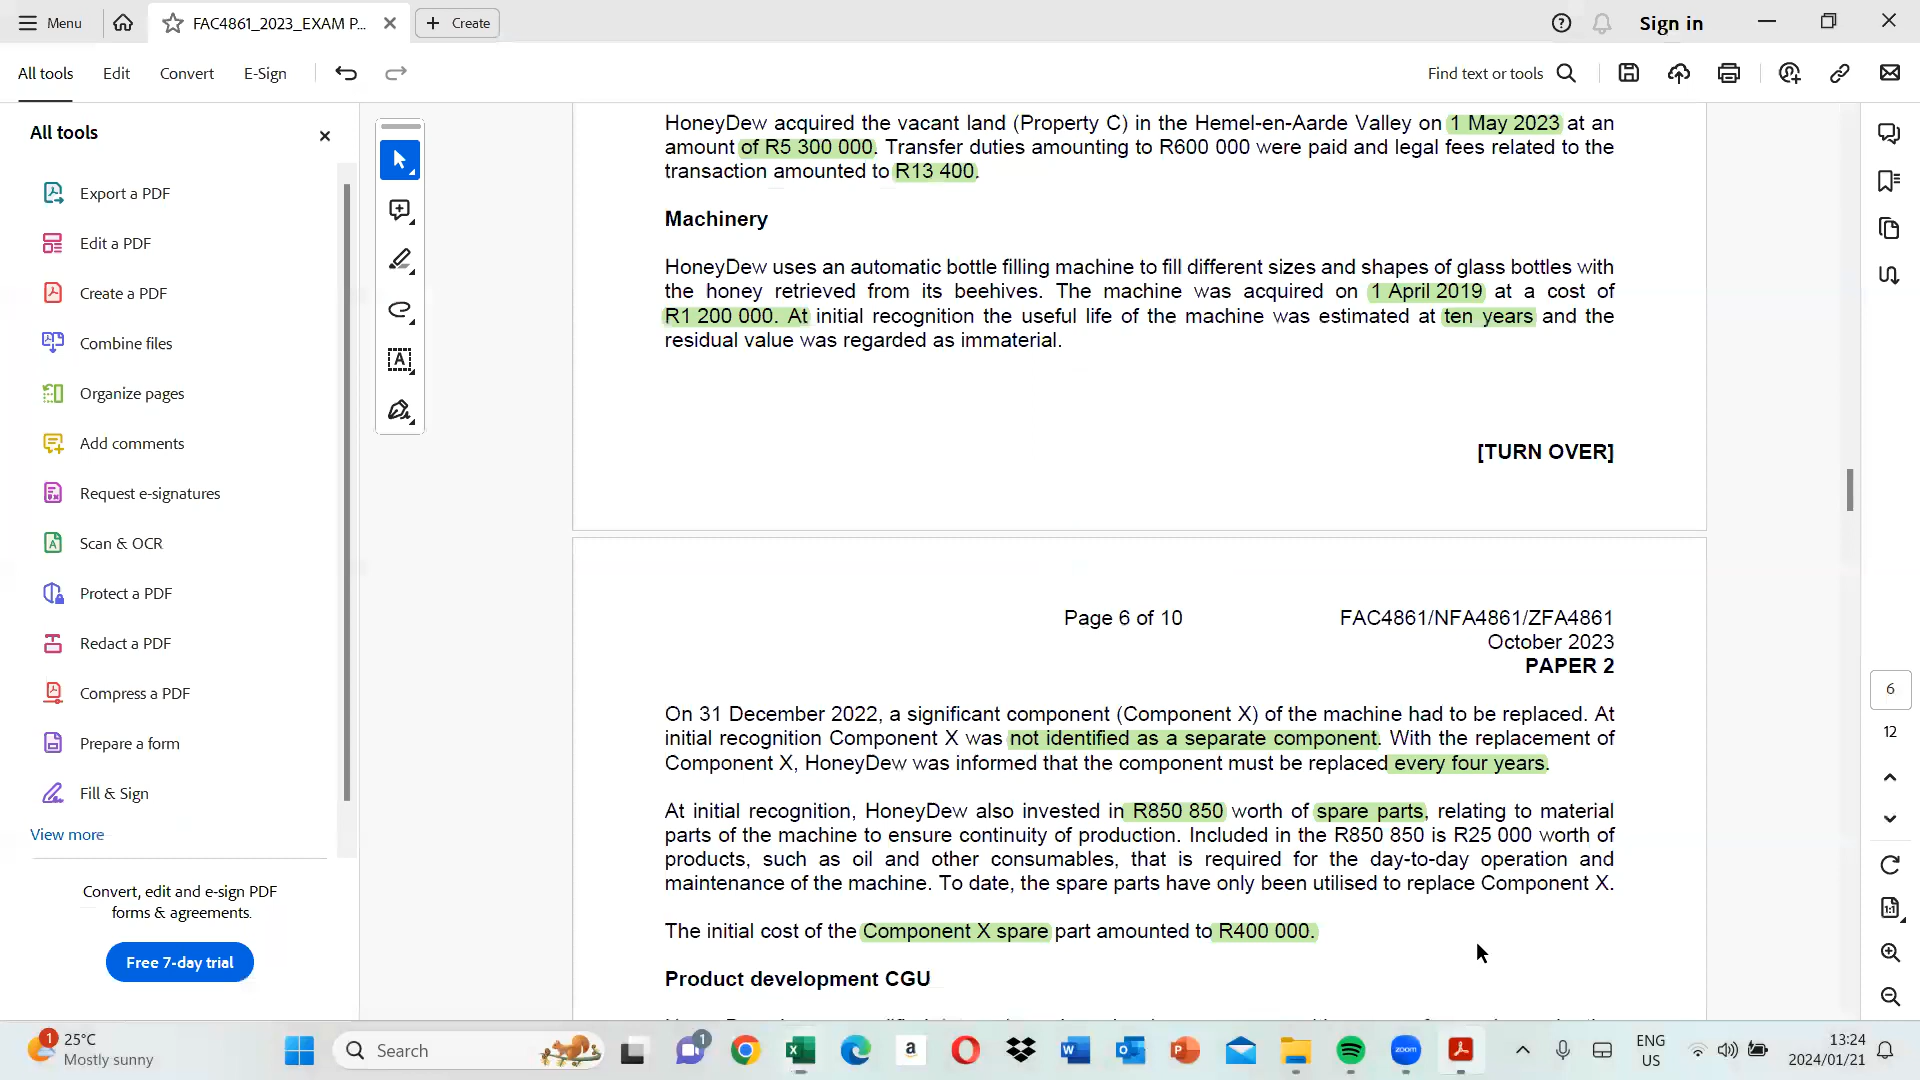 Menu
FAC4861_2023_EXAM P...
Create
Sign in
All tools
Edit
Convert
E-Sign
Find text or tools
All tools
Export a PDF
Edit a PDF
Create a PDF
Combine files
Organize pages
Add comments
Request e-signatures
Scan & OCR
Protect a PDF
Redact a PDF
Compress a PDF
Prepare a form
Fill & Sign
View more
Convert, edit and e-sign PDF
forms & agreements.
Free 7-day trial
HoneyDew acquired the vacant land (Property C) in the Hemel-en-Aarde Valley on 1 May 2023 at an
amount of R5 300 000. Transfer duties amounting to R600 000 were paid and legal fees related to the
transaction amounted to R13 400.
Machinery
HoneyDew uses an automatic bottle filling machine to fill different sizes and shapes of glass bottles with
the honey retrieved from its beehives. The machine was acquired on 1 April 2019 at a cost of
R1 200 000. At initial recognition the useful life of the machine was estimated at ten years and the
residual value was regarded as immaterial.
[TURN OVER]
Page 6 of 10
FAC4861/NFA4861/ZFA4861
October 2023
PAPER 2
On 31 December 2022, a significant component (Component X) of the machine had to be replaced. At
initial recognition Component X was not identified as a separate component. With the replacement of
Component X, HoneyDew was informed that the component must be replaced every four years.
At initial recognition, HoneyDew also invested in R850 850 worth of spare parts, relating to material
parts of the machine to ensure continuity of production. Included in the R850 850 is R25 000 worth of
products, such as oil and other consumables, that is required for the day-to-day operation and
maintenance of the machine. To date, the spare parts have only been utilised to replace Component X.
The initial cost of the Component X spare part amounted to R400 000.
Product development CGU
6
12
1
25°C
Mostly sunny
Search
1
zoom
ENG
US
13:24
2024/01/21